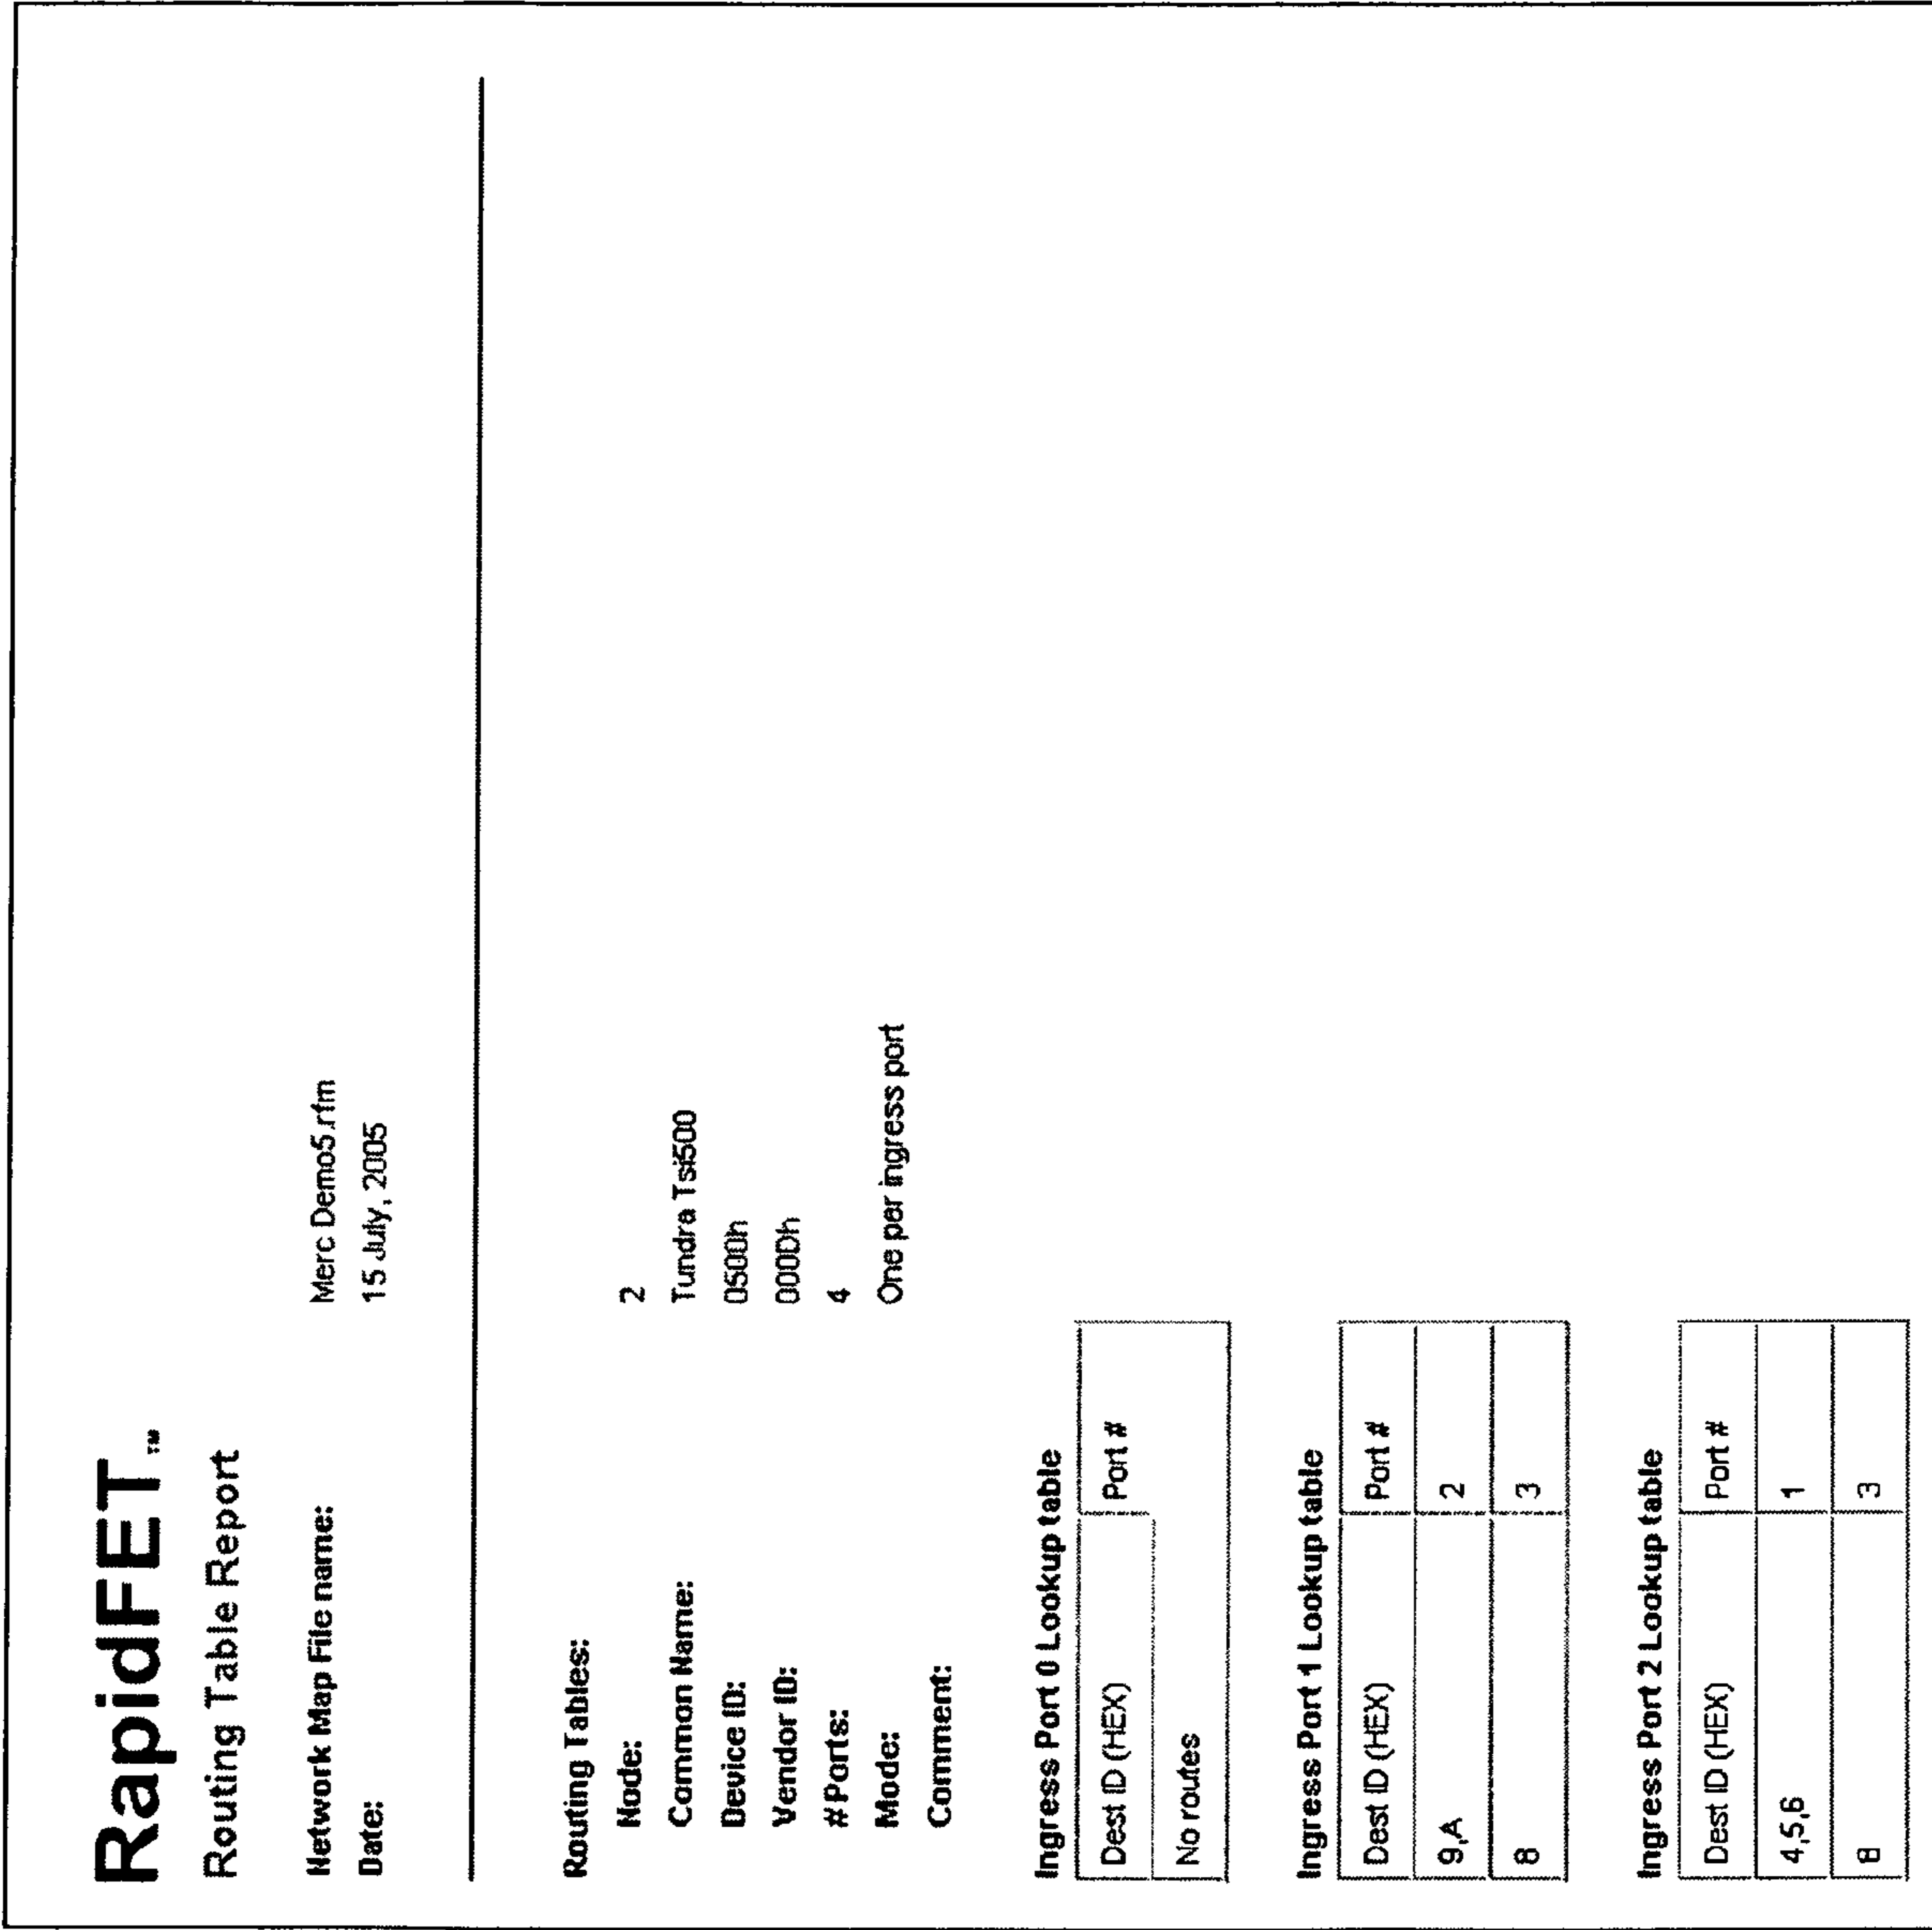 RapidFET™
Routing Table Report
Network Map File name: Merc Demo5.rfm
Date: 15 July, 2005
Routing Tables:
Node: 2
Common Name: Tundra Tsi500
Device ID: 0500h
Vendor ID: 000Dh
# Ports: 4
Mode: One per ingress port
Comment:
Ingress Port 0 Lookup table
Dest ID (HEX) Port #
No routes
Ingress Port 1 Lookup table
Dest ID (HEX) Port #
9,A 2
8 3
Ingress Port 2 Lookup table
Dest ID (HEX) Port #
4,5,6 1
8 3